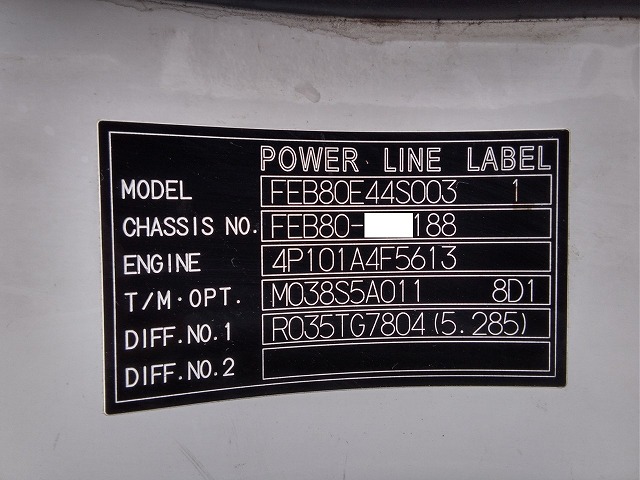 POWER LINE LABEL
MODEL FEB80E44S003 1
CHASSIS NO. FEB80- 188
ENGINE 4P101A4F5613
T/M·OPT. M038S5A011 8D1
DIFF.NO.1 R035TG7804(5.285)
DIFF.NO.2